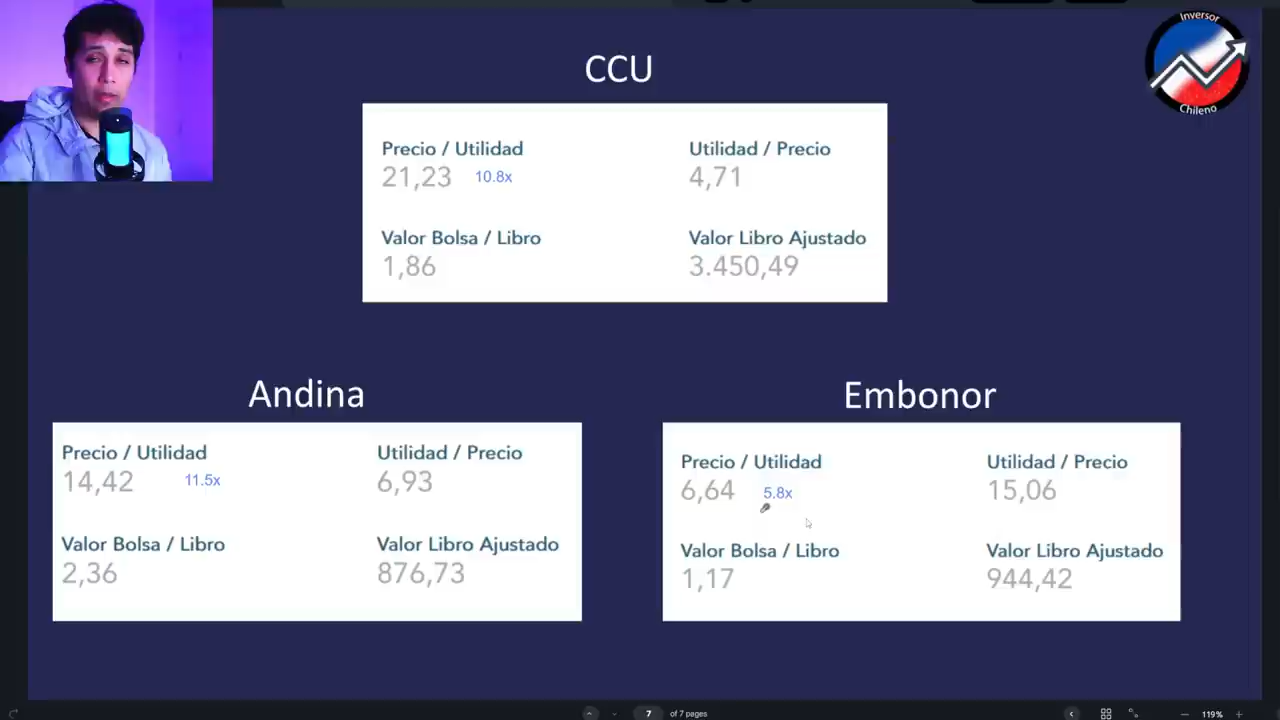 Inversor
Chileno
CCU
Precio / Utilidad
21,23 10.8x
Utilidad / Precio
4,71
Valor Bolsa / Libro
1,86
Valor Libro Ajustado
3.450,49
Andina
Precio / Utilidad
14,42 11.5x
Utilidad / Precio
6,93
Valor Bolsa / Libro
2,36
Valor Libro Ajustado
876,73
Embonor
Precio / Utilidad
6,64 5.8x
Utilidad / Precio
15,06
Valor Bolsa / Libro
1,17
Valor Libro Ajustado
944,42
7 of 7 pages
119%